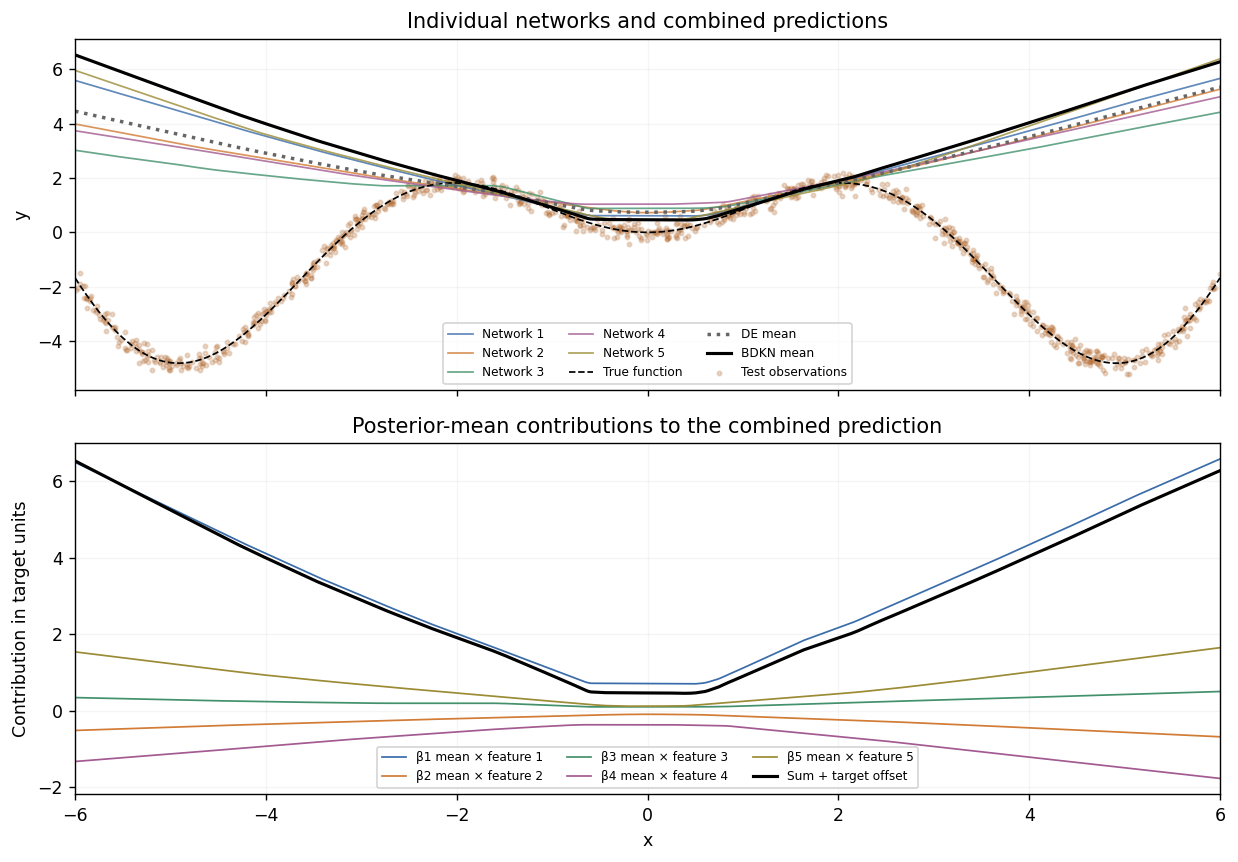 Individual networks and combined predictions
6
4
2
0
−2
−4
y
Network 1
Network 2
Network 3
Network 4
Network 5
True function
DE mean
BDKN mean
Test observations
Posterior-mean contributions to the combined prediction
6
4
2
0
−2
Contribution in target units
β1 mean × feature 1
β2 mean × feature 2
β3 mean × feature 3
β4 mean × feature 4
β5 mean × feature 5
Sum + target offset
−6 −4 −2 0 2 4 6
x